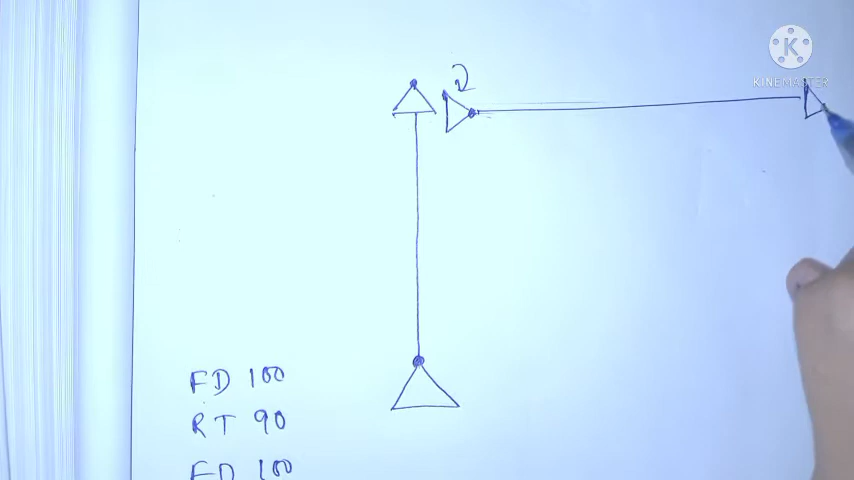 2
K
KINEMASTER
FD 100
RT 90
FD 100